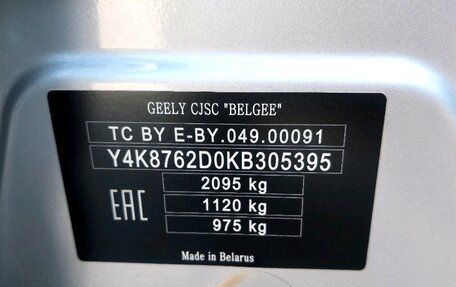 GEELY CJSC "BELGEE"
TC BY E-BY.049.00091
Y4K8762D0KB305395
2095 kg
EAC 1120 kg
975 kg
Made in Belarus